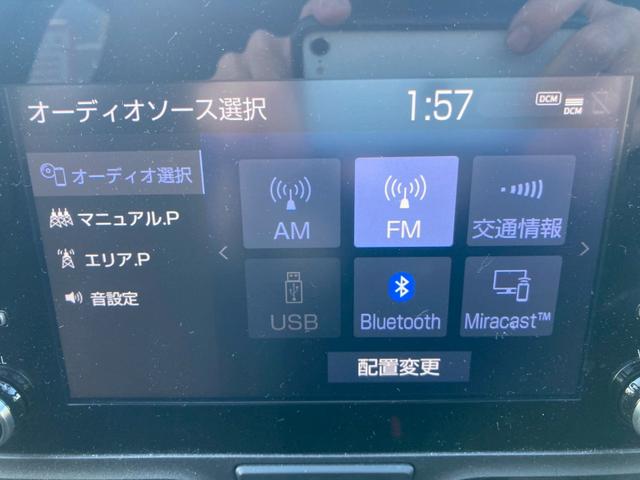 オーディオソース選択
1:57
DCM
DCM
オーディオ選択
マニュアル.P
エリア.P
音設定
AM
FM
交通情報
USB
Bluetooth
Miracast™
配置変更